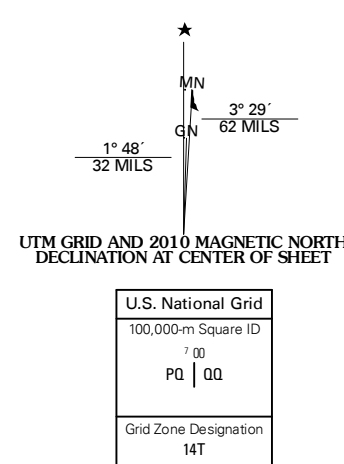 MN
3° 29´
GN
62 MILS
1° 48´
32 MILS
UTM GRID AND 2010 MAGNETIC NORTH
DECLINATION AT CENTER OF SHEET
U.S. National Grid
100,000-m Square ID
7 00
PQ QQ
Grid Zone Designation
14T